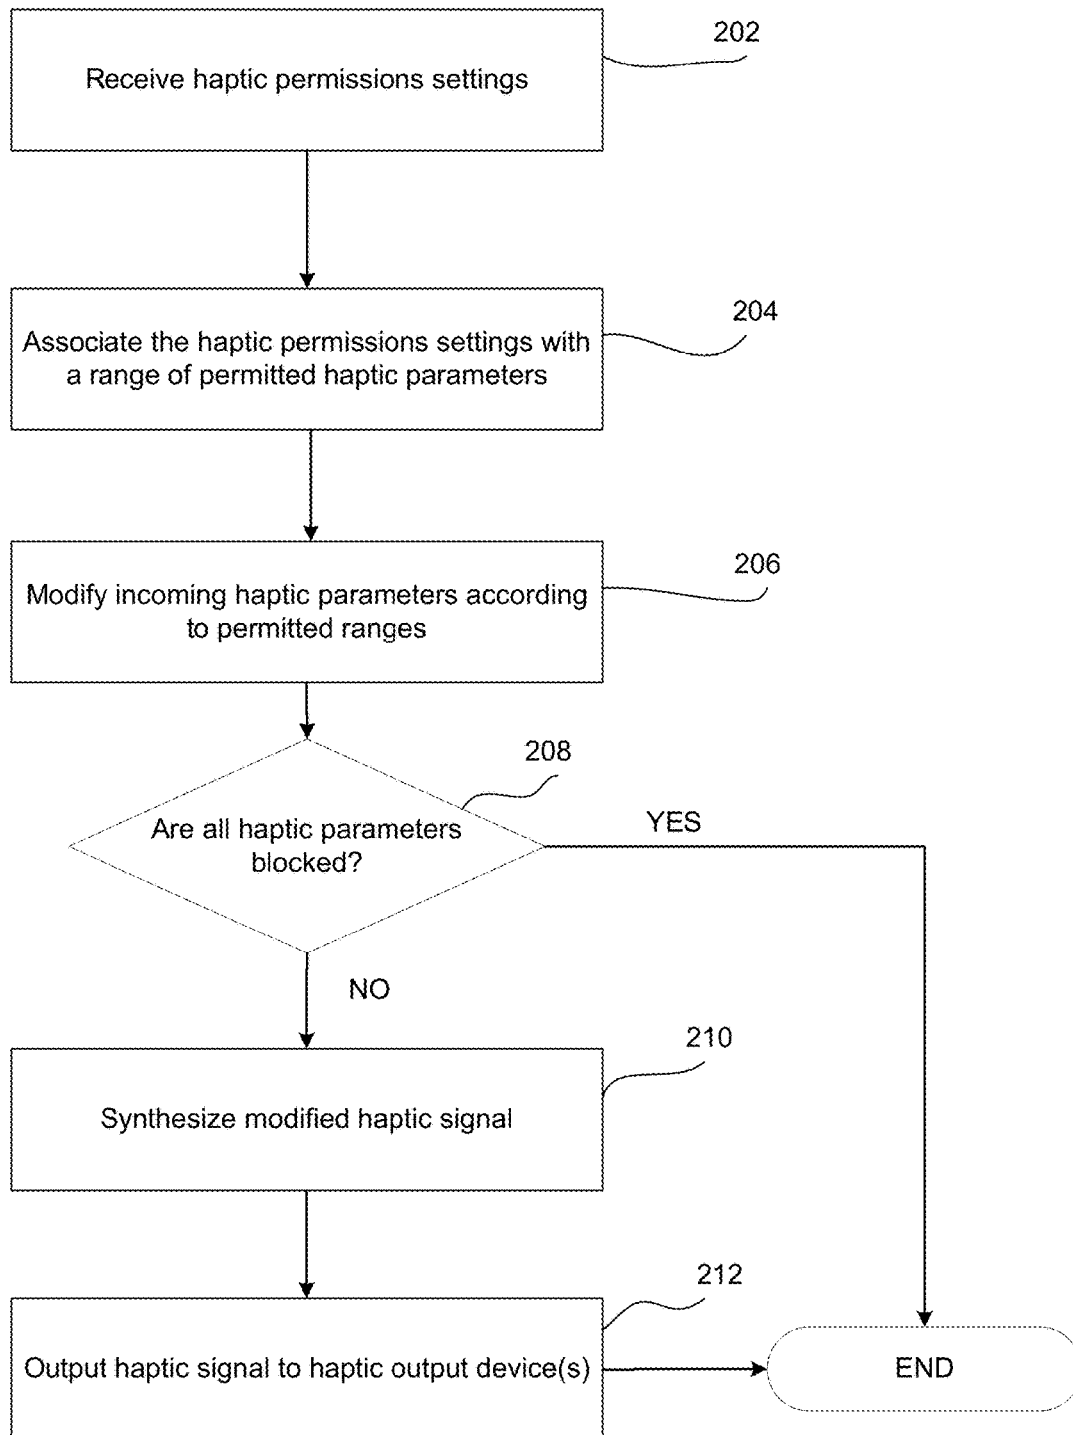 202
Receive haptic permissions settings
204
Associate the haptic permissions settings with
a range of permitted haptic parameters
206
Modify incoming haptic parameters according
to permitted ranges
208
Are all haptic parameters
blocked?
YES
NO
210
Synthesize modified haptic signal
212
Output haptic signal to haptic output device(s)
END